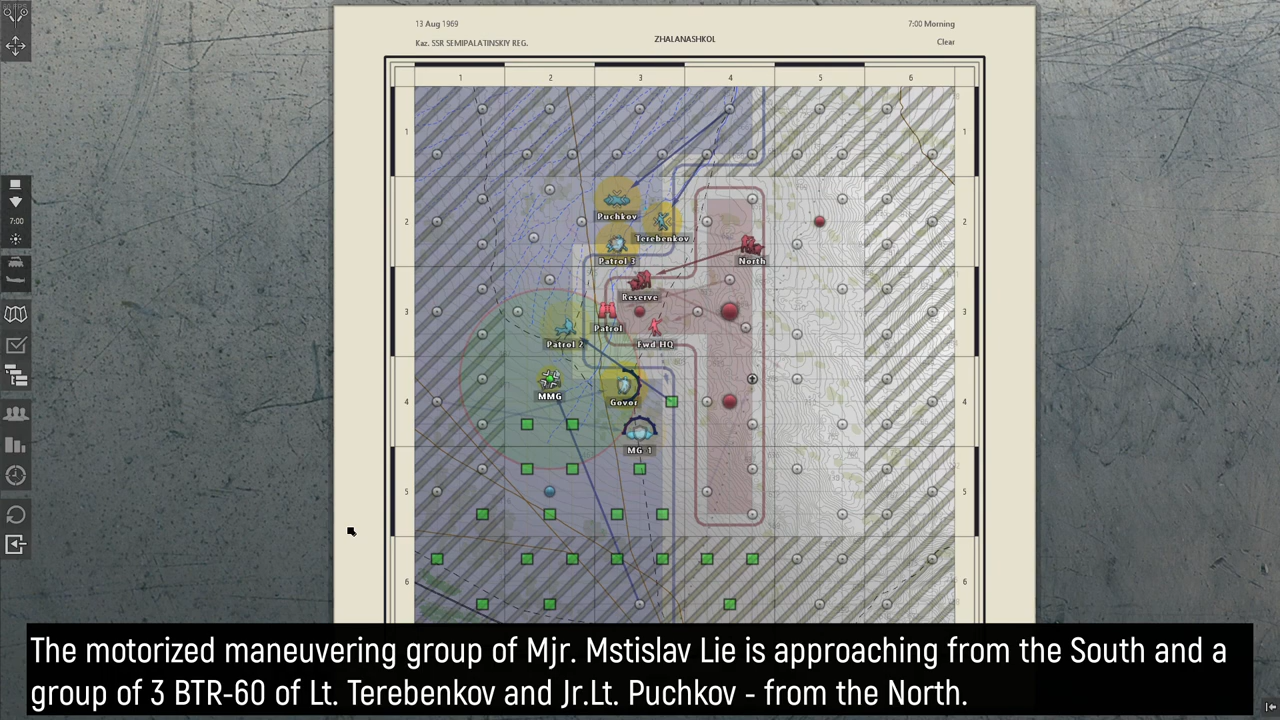 13 Aug 1969
7:00 Morning
Kaz. SSR SEMIPALATINSKIY REG.
ZHALANASHKOL
Clear
1 2 3 4 5 6
1 1
Puchkov
2 2
Terebenkov
7:00
Patrol 3
North
Reserve
3 3
Patrol
Patrol 2
Fwd HQ
MMG
4 4
Govor
MG 1
5 5
6 6
The motorized maneuvering group of Mjr. Mstislav Lie is approaching from the South and a
group of 3 BTR-60 of Lt. Terebenkov and Jr.Lt. Puchkov - from the North.